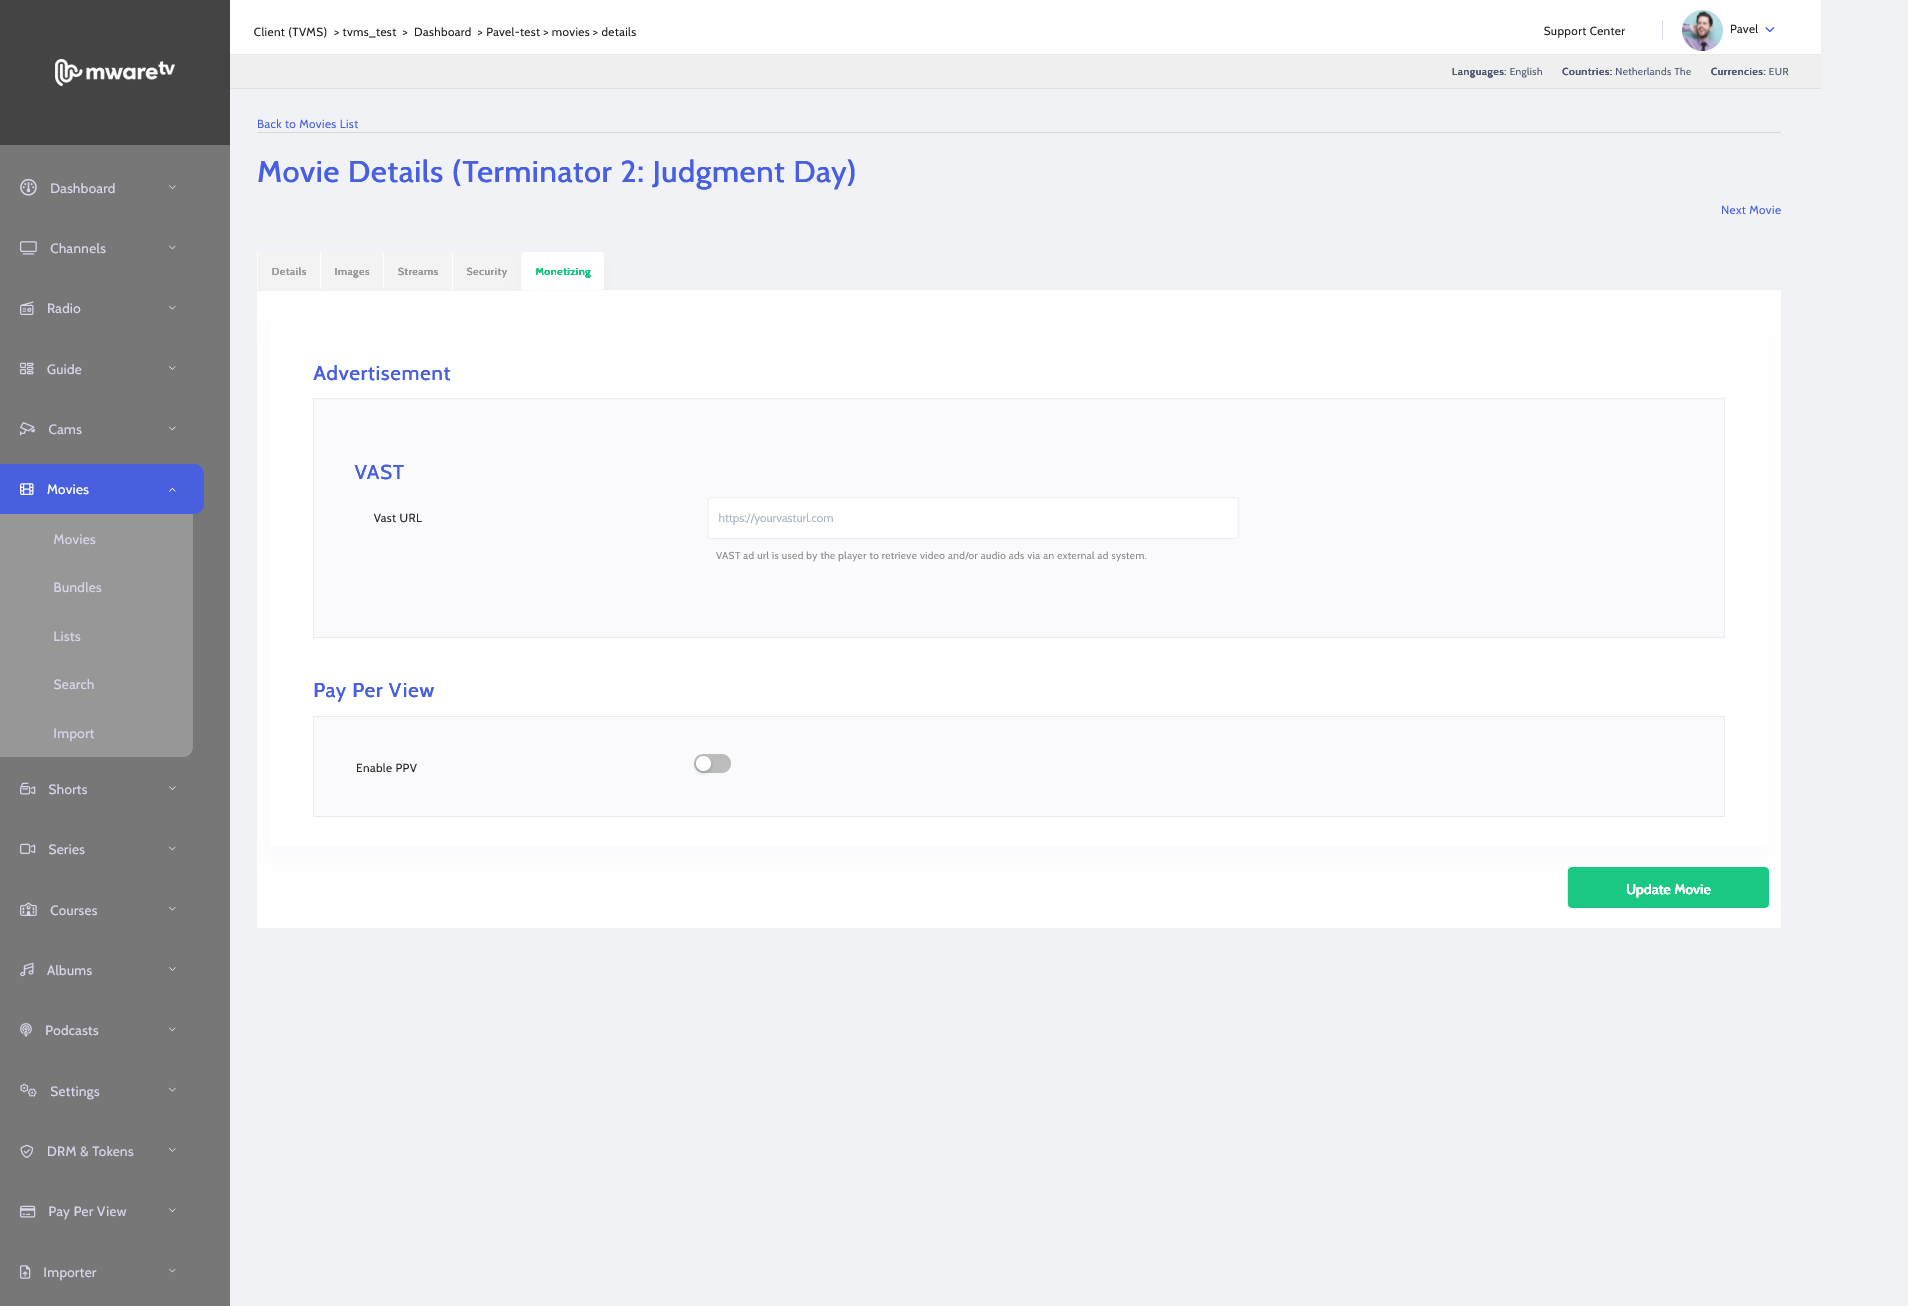 mwaretv
Client (TVMS) > tvms_test > Dashboard > Pavel-test > movies > details
Support Center
Pavel
Languages: English Countries: Netherlands The Currencies: EUR
Back to Movies List
Movie Details (Terminator 2: Judgment Day)
Next Movie
Details Images Streams Security Monetizing
Advertisement
VAST
Vast URL
https://yourvasturl.com
VAST ad url is used by the player to retrieve video and/or audio ads via an external ad system.
Pay Per View
Enable PPV
Update Movie
Dashboard
Channels
Radio
Guide
Cams
Movies
Movies
Bundles
Lists
Search
Import
Shorts
Series
Courses
Albums
Podcasts
Settings
DRM & Tokens
Pay Per View
Importer